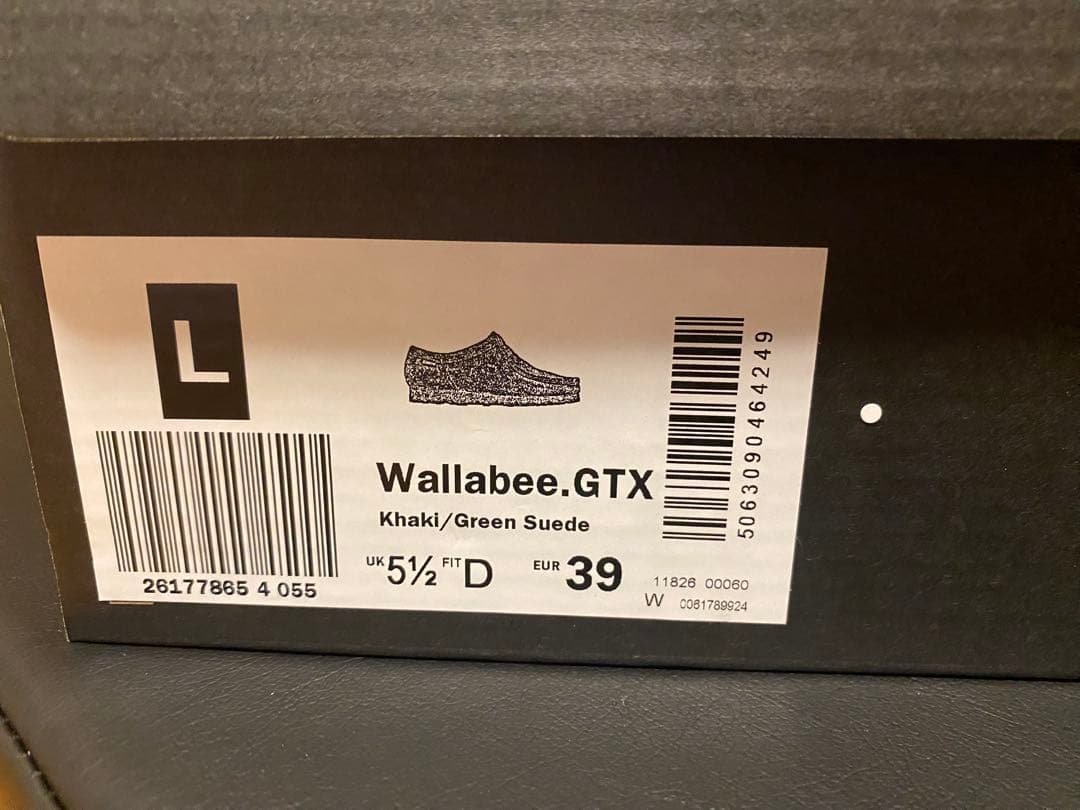 L
26177865 4 055
Wallabee.GTX
Khaki/Green Suede
UK 5½ FIT D EUR 39
5063090464249
11826 00060
W 0061789924